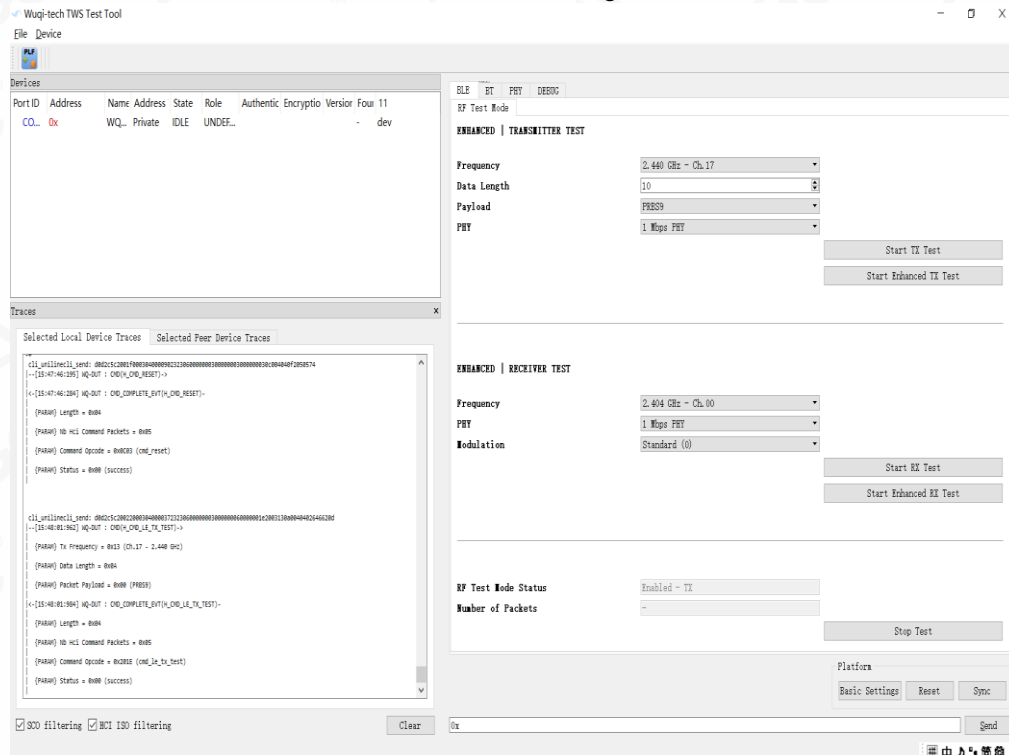 Wuqi-tech TWS Test Tool
File Device
PLF
Devices
Port ID Address Name Address State Role Authentic Encryptio Version Four 11
CO... 0x WQ... Private IDLE UNDEF... - dev
Traces x
Selected Local Device Traces Selected Peer Device Traces
|--[15:47:46:195] WQ-DUT : CMD(H_CMD_RESET)->
|<-[15:47:46:284] WQ-DUT : CMD_COMPLETE_EVT(H_CMD_RESET)-
| {PARAM} Length = 0x04
| {PARAM} Nb Hci Command Packets = 0x05
| {PARAM} Command Opcode = 0x0C03 (cmd_reset)
| {PARAM} Status = 0x00 (success)
|--[15:48:01:962] WQ-DUT : CMD(H_CMD_LE_TX_TEST)->
| {PARAM} Tx Frequency = 0x13 (Ch.17 - 2.440 GHz)
| {PARAM} Data Length = 0x0A
| {PARAM} Packet Payload = 0x00 (PRBS9)
|<-[15:48:01:984] WQ-DUT : CMD_COMPLETE_EVT(H_CMD_LE_TX_TEST)-
| {PARAM} Length = 0x04
| {PARAM} Nb Hci Command Packets = 0x05
| {PARAM} Command Opcode = 0x201E (cmd_le_tx_test)
| {PARAM} Status = 0x00 (success)
SCO filtering HCI ISO filtering Clear
BLE BT PHY DEBUG
RF Test Mode
ENHANCED | TRANSMITTER TEST
Frequency 2.440 GHz - Ch.17
Data Length 10
Payload PRBS9
PHY 1 Mbps PHY
Start TX Test
Start Enhanced TX Test
ENHANCED | RECEIVER TEST
Frequency 2.404 GHz - Ch.00
PHY 1 Mbps PHY
Modulation Standard (0)
Start RX Test
Start Enhanced RX Test
RF Test Mode Status Enabled - TX
Number of Packets -
Stop Test
Platform
Basic Settings Reset Sync
0x Send
中 简